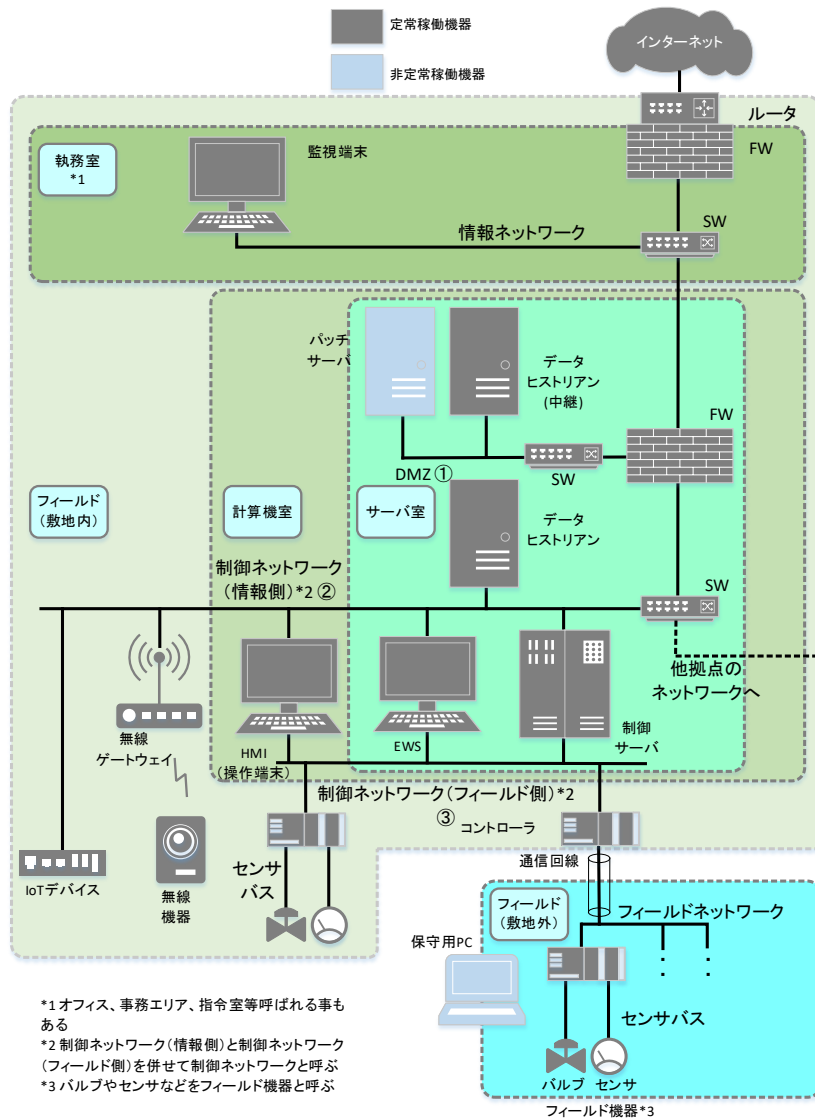 定常稼働機器
非定常稼働機器
インターネット
ルータ
FW
執務室
*1
監視端末
SW
情報ネットワーク
パッチ
サーバ
データ
ヒストリアン
(中継)
FW
DMZ①
SW
フィールド
(敷地内)
計算機室
サーバ室
データ
ヒストリアン
制御ネットワーク
(情報側)*2 ②
SW
他拠点の
ネットワークへ
無線
ゲートウェイ
HMI
(操作端末)
EWS
制御
サーバ
制御ネットワーク(フィールド側)*2
③
コントローラ
通信回線
センサ
バス
IoTデバイス
無線
機器
フィールド
(敷地外)
フィールドネットワーク
保守用PC
センサバス
バルブ
センサ
フィールド機器*3
*1オフィス、事務エリア、指令室等呼ばれる事も
ある
*2 制御ネットワーク(情報側)と制御ネットワーク
(フィールド側)を併せて制御ネットワークと呼ぶ
*3 バルブやセンサなどをフィールド機器と呼ぶ